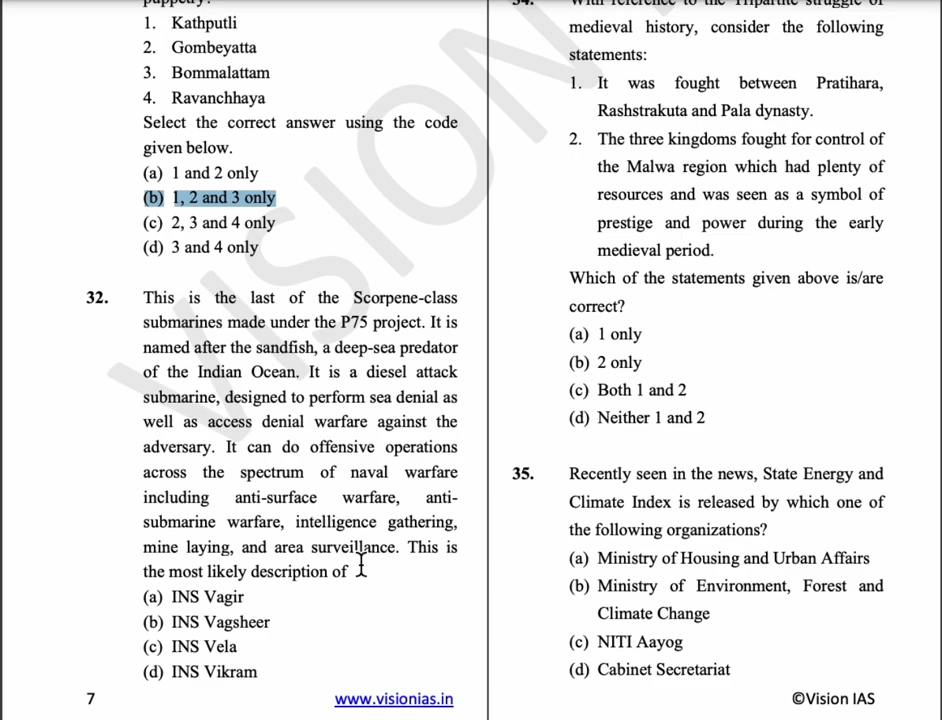 puppetry?
1. Kathputli
2. Gombeyatta
3. Bommalattam
4. Ravanchhaya
Select the correct answer using the code
given below.
(a) 1 and 2 only
(b) 1, 2 and 3 only
(c) 2, 3 and 4 only
(d) 3 and 4 only
32. This is the last of the Scorpene-class
submarines made under the P75 project. It is
named after the sandfish, a deep-sea predator
of the Indian Ocean. It is a diesel attack
submarine, designed to perform sea denial as
well as access denial warfare against the
adversary. It can do offensive operations
across the spectrum of naval warfare
including anti-surface warfare, anti-
submarine warfare, intelligence gathering,
mine laying, and area surveillance. This is
the most likely description of
(a) INS Vagir
(b) INS Vagsheer
(c) INS Vela
(d) INS Vikram
34. With reference to the Tripartite struggle of
medieval history, consider the following
statements:
1. It was fought between Pratihara,
Rashstrakuta and Pala dynasty.
2. The three kingdoms fought for control of
the Malwa region which had plenty of
resources and was seen as a symbol of
prestige and power during the early
medieval period.
Which of the statements given above is/are
correct?
(a) 1 only
(b) 2 only
(c) Both 1 and 2
(d) Neither 1 and 2
35. Recently seen in the news, State Energy and
Climate Index is released by which one of
the following organizations?
(a) Ministry of Housing and Urban Affairs
(b) Ministry of Environment, Forest and
Climate Change
(c) NITI Aayog
(d) Cabinet Secretariat
7 www.visionias.in ©Vision IAS
VISION